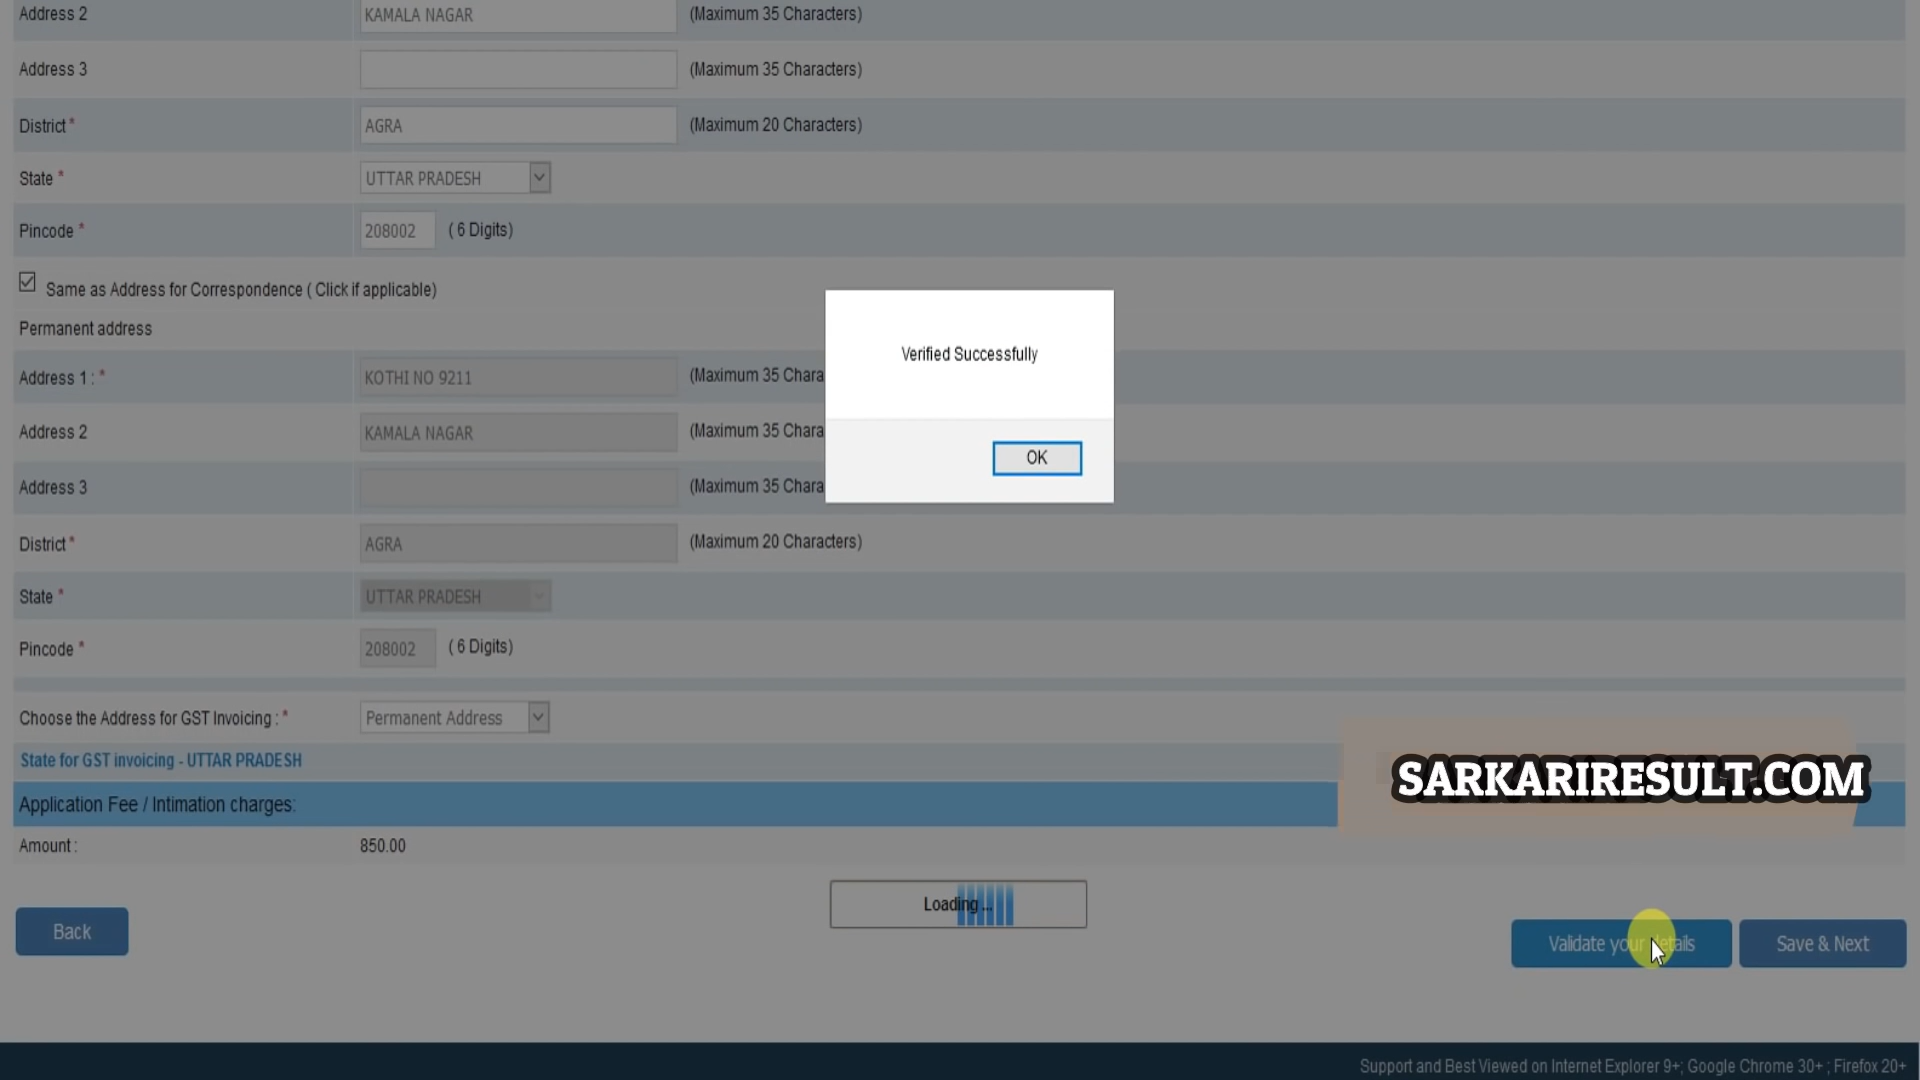 Address 2 KAMALA NAGAR (Maximum 35 Characters)
Address 3 (Maximum 35 Characters)
District * AGRA (Maximum 20 Characters)
State * UTTAR PRADESH
Pincode * 208002 ( 6 Digits)
Same as Address for Correspondence ( Click if applicable)
Permanent address
Verified Successfully
OK
Address 1 : * KOTHI NO 9211 (Maximum 35 Chara
Address 2 KAMALA NAGAR (Maximum 35 Chara
Address 3 (Maximum 35 Chara
District * AGRA (Maximum 20 Characters)
State * UTTAR PRADESH
Pincode * 208002 ( 6 Digits)
Choose the Address for GST Invoicing : * Permanent Address
State for GST invoicing - UTTAR PRADESH
SARKARIRESULT.COM
Application Fee / Intimation charges:
Amount : 850.00
Loading ...
Back
Validate your details
Save & Next
Support and Best Viewed on Internet Explorer 9+; Google Chrome 30+ ; Firefox 20+